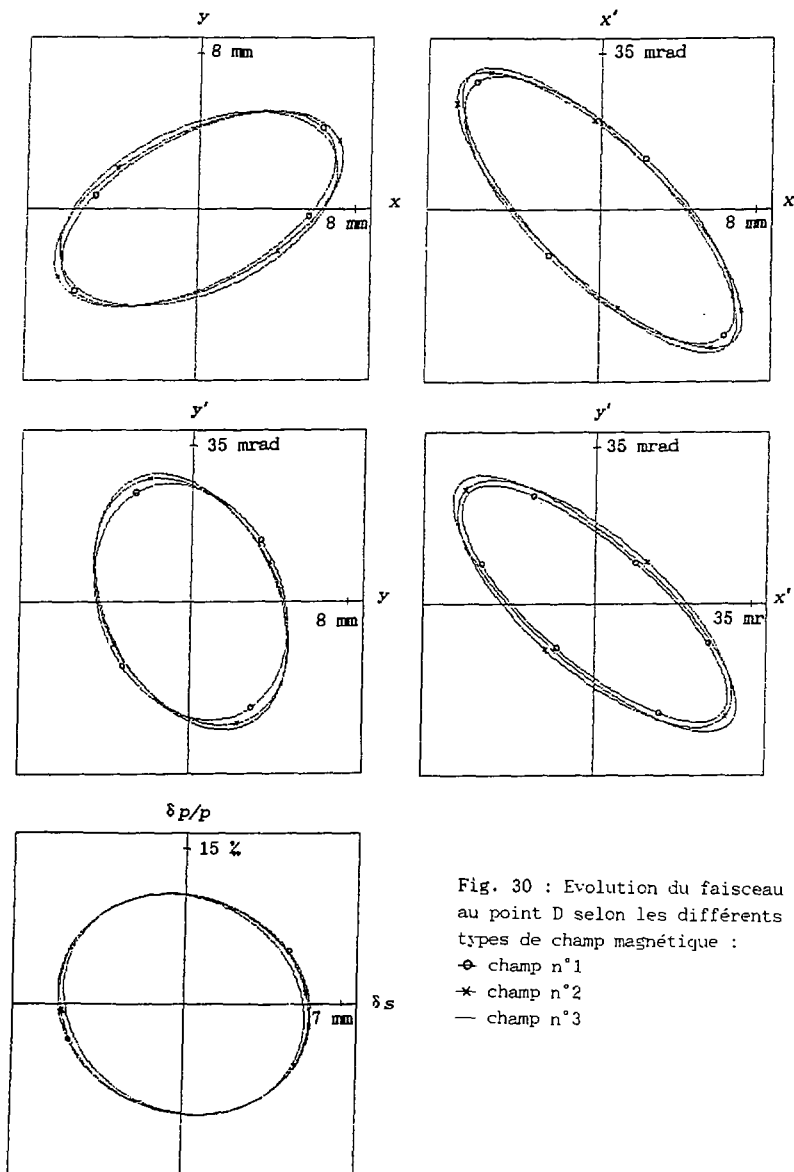 y
8 mm
x
8 mm
x'
35 mrad
x
8 mm
y'
35 mrad
y
8 mm
y'
35 mrad
x'
35 mr
δp/p
15 ‰
δs
7 mm
Fig. 30 : Evolution du faisceau
au point D selon les différents
types de champ magnétique :
champ n°1
champ n°2
champ n°3